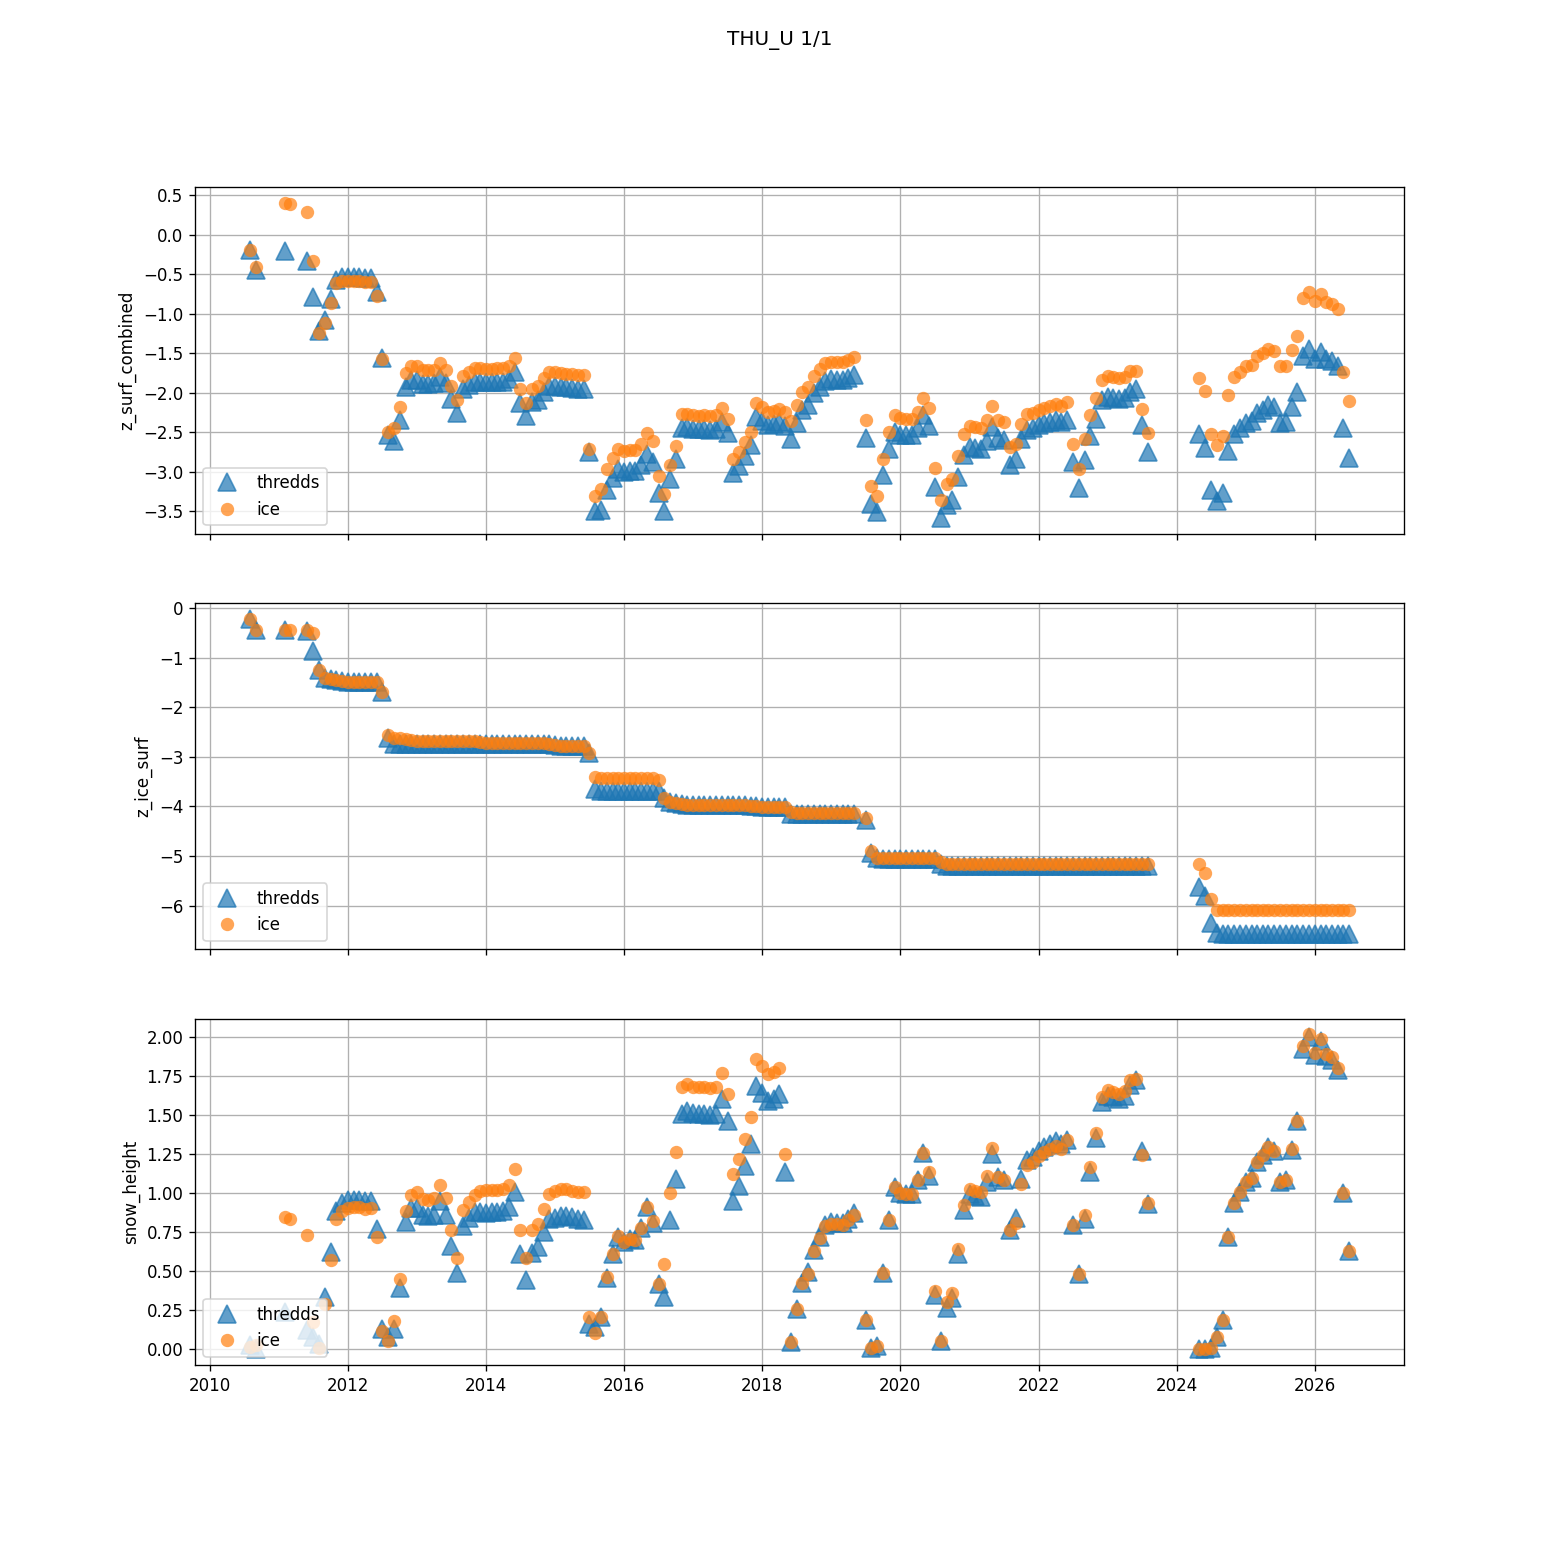 THU_U 1/1
0.5
0.0
−0.5
−1.0
−1.5
−2.0
−2.5
−3.0
−3.5
z_surf_combined
thredds
ice
0
−1
−2
−3
−4
−5
−6
z_ice_surf
thredds
ice
2.00
1.75
1.50
1.25
1.00
0.75
0.50
0.25
0.00
snow_height
thredds
ice
2010 2012 2014 2016 2018 2020 2022 2024 2026